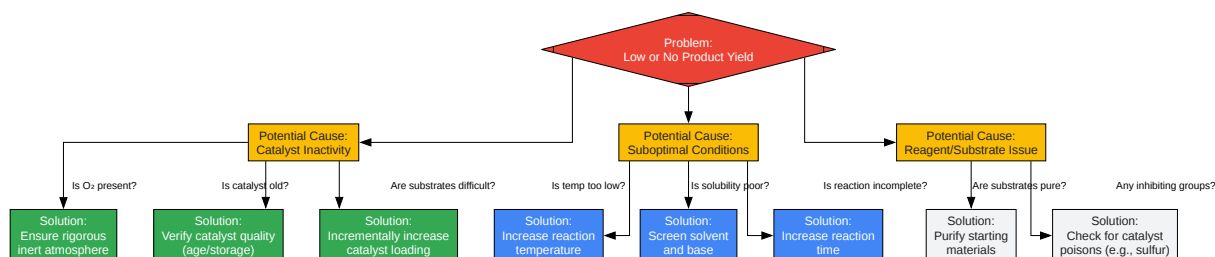 Problem:
Low or No Product Yield
Potential Cause:
Catalyst Inactivity
Potential Cause:
Suboptimal Conditions
Potential Cause:
Reagent/Substrate Issue
Is O₂ present?
Is catalyst old?
Are substrates difficult?
Is temp too low?
Is solubility poor?
Is reaction incomplete?
Are substrates pure?
Any inhibiting groups?
Solution:
Ensure rigorous
inert atmosphere
Solution:
Verify catalyst quality
(age/storage)
Solution:
Incrementally increase
catalyst loading
Solution:
Increase reaction
temperature
Solution:
Screen solvent
and base
Solution:
Increase reaction
time
Solution:
Purify starting
materials
Solution:
Check for catalyst
poisons (e.g., sulfur)